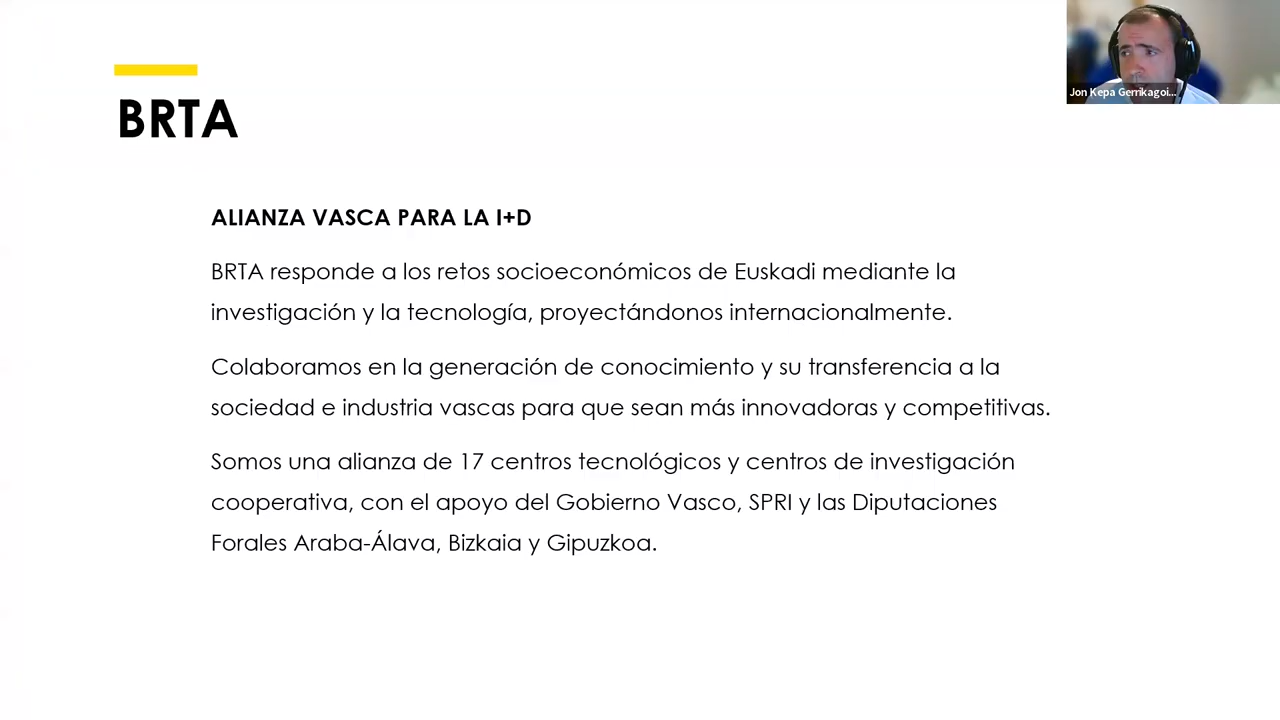 BRTA
Jon Kepa Gerrikagoi...
ALIANZA VASCA PARA LA I+D
BRTA responde a los retos socioeconómicos de Euskadi mediante la
investigación y la tecnología, proyectándonos internacionalmente.
Colaboramos en la generación de conocimiento y su transferencia a la
sociedad e industria vascas para que sean más innovadoras y competitivas.
Somos una alianza de 17 centros tecnológicos y centros de investigación
cooperativa, con el apoyo del Gobierno Vasco, SPRI y las Diputaciones
Forales Araba-Álava, Bizkaia y Gipuzkoa.